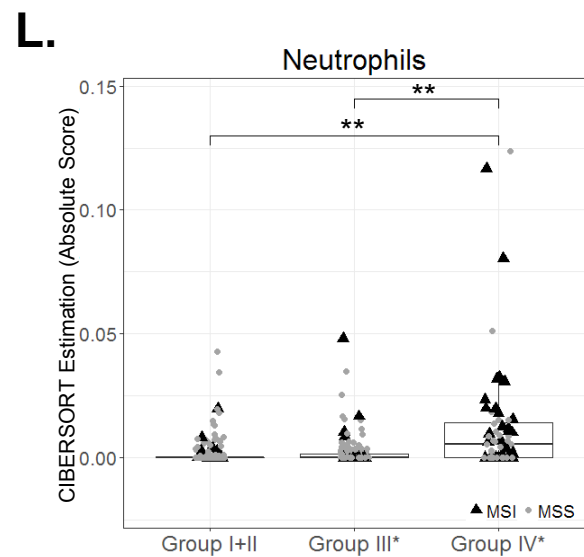 L.
Neutrophils
CIBERSORT Estimation (Absolute Score)
0.15
0.10
0.05
0.00
**
**
▲MSI ●MSS
Group I+II Group III* Group IV*